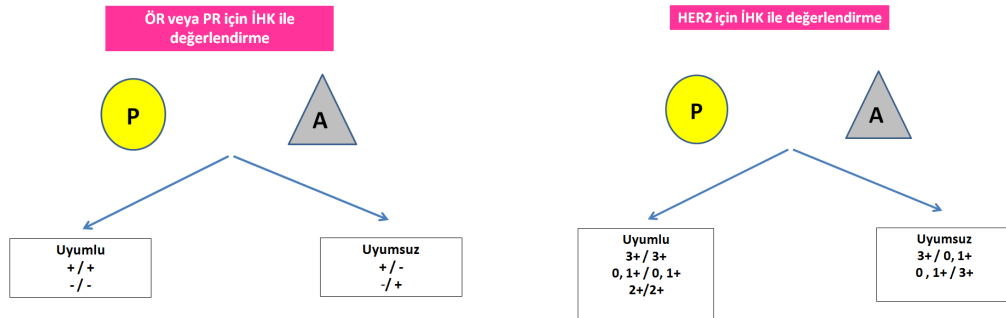 ÖR veya PR için İHK ile
değerlendirme
P
A
Uyumlu
+ / +
- / -
Uyumsuz
+ / -
-/ +
HER2 için İHK ile değerlendirme
P
A
Uyumlu
3+ / 3+
0, 1+ / 0, 1+
2+/2+
Uyumsuz
3+ / 0, 1+
0 , 1+ / 3+